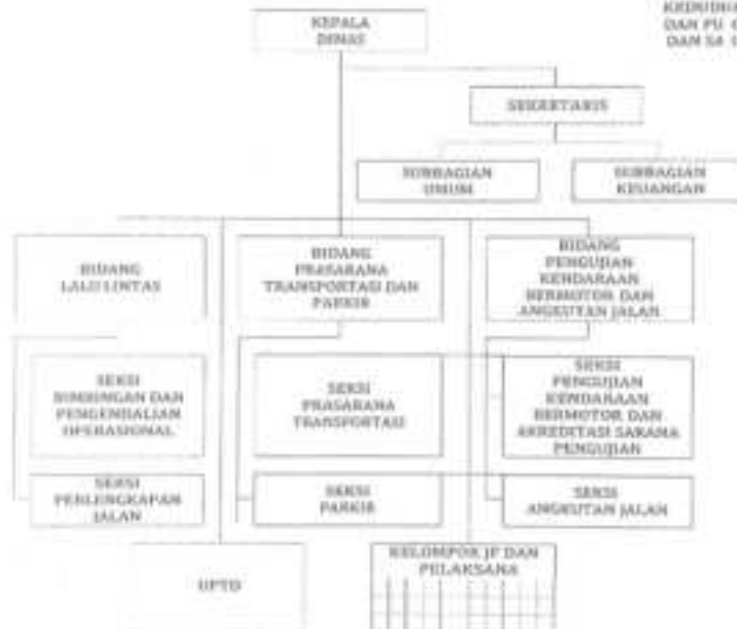 KEPALA
DINAS
DAN
DAN
SEKRETARIS
SUBBAGIAN
UMUM
SUBBAGIAN
KEUANGAN
BIDANG
LALU LINTAS
BIDANG
PRASARANA
TRANSPORTASI DAN
PARKIR
BIDANG
PENGUJIAN
KENDARAAN
BERMOTOR DAN
ANGKUTAN JALAN
SEKSI
BIMBINGAN DAN
PENGENDALIAN
OPERASIONAL
SEKSI
PRASARANA
TRANSPORTASI
SEKSI
PENGUJIAN
KENDARAAN
BERMOTOR DAN
AKREDITASI SARANA
PENGUJIAN
SEKSI
PERLENGKAPAN
JALAN
SEKSI
PARKIR
SEKSI
ANGKUTAN JALAN
UPTD
KELOMPOK JF DAN
PELAKSANA